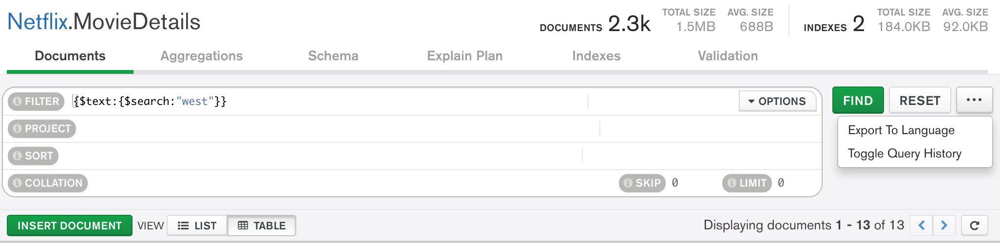 Netflix.MovieDetails
DOCUMENTS 2.3k TOTAL SIZE 1.5MB AVG. SIZE 688B INDEXES 2 TOTAL SIZE 184.0KB AVG. SIZE 92.0KB
Documents Aggregations Schema Explain Plan Indexes Validation
FILTER {$text:{$search:"west"}} OPTIONS FIND RESET ...
PROJECT
Export To Language
SORT
Toggle Query History
COLLATION SKIP 0 LIMIT 0
INSERT DOCUMENT VIEW LIST TABLE Displaying documents 1 - 13 of 13